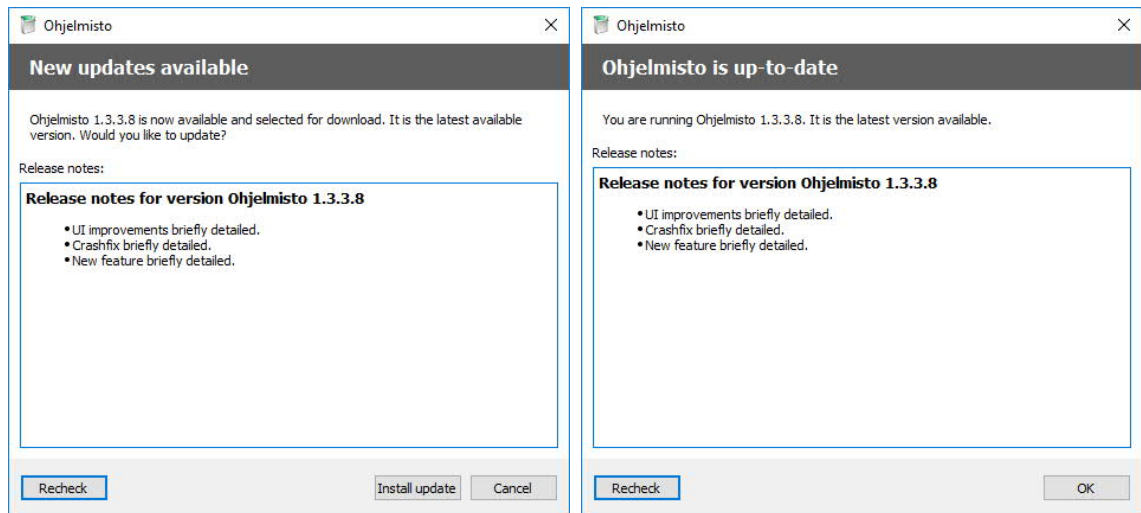 Ohjelmisto
New updates available
Ohjelmisto 1.3.3.8 is now available and selected for download. It is the latest available
version. Would you like to update?
Release notes:
Release notes for version Ohjelmisto 1.3.3.8
•UI improvements briefly detailed.
•Crashfix briefly detailed.
•New feature briefly detailed.
Recheck
Install update
Cancel
Ohjelmisto
Ohjelmisto is up-to-date
You are running Ohjelmisto 1.3.3.8. It is the latest version available.
Release notes:
Release notes for version Ohjelmisto 1.3.3.8
•UI improvements briefly detailed.
•Crashfix briefly detailed.
•New feature briefly detailed.
Recheck
OK